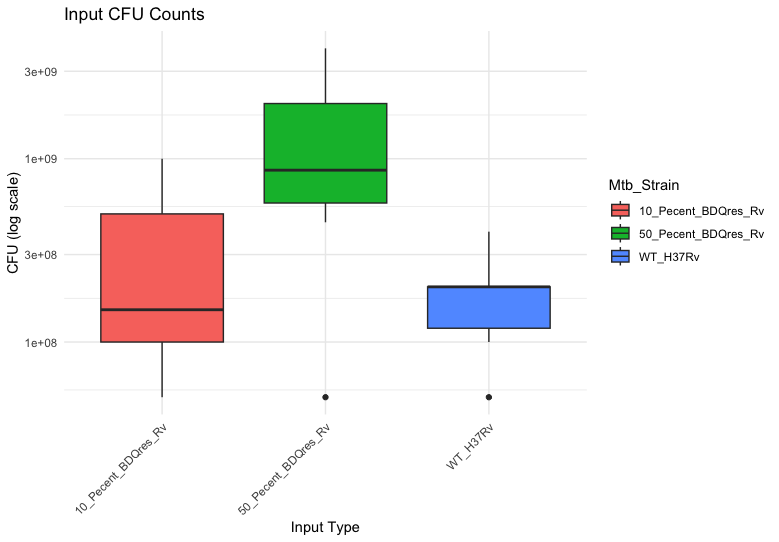 Input CFU Counts
3e+09
1e+09
3e+08
1e+08
CFU (log scale)
10_Pecent_BDQres_Rv
50_Pecent_BDQres_Rv
WT_H37Rv
Input Type
Mtb_Strain
10_Pecent_BDQres_Rv
50_Pecent_BDQres_Rv
WT_H37Rv